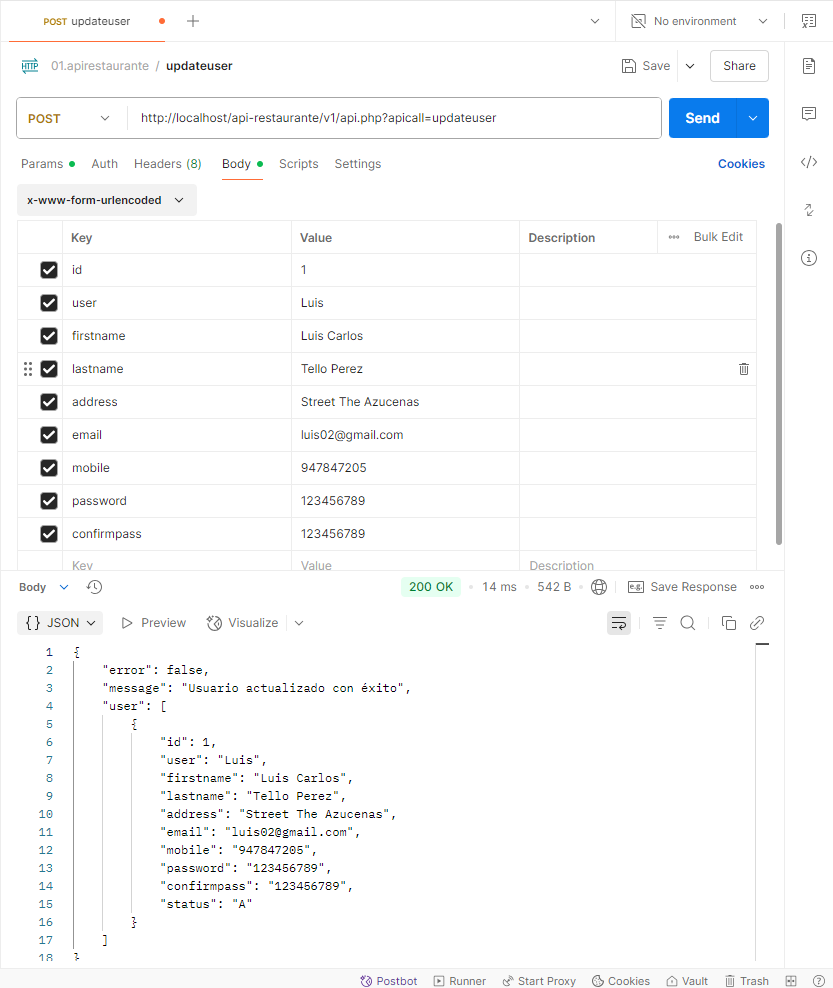 POST updateuser
No environment
HTTP 01.apirestaurante / updateuser Save Share
POST http://localhost/api-restaurante/v1/api.php?apicall=updateuser Send
Params Auth Headers (8) Body Scripts Settings Cookies
x-www-form-urlencoded
Key Value Description Bulk Edit
id 1
user Luis
firstname Luis Carlos
lastname Tello Perez
address Street The Azucenas
email luis02@gmail.com
mobile 947847205
password 123456789
confirmpass 123456789
Key Value Description
Body 200 OK 14 ms 542 B e.g. Save Response
{} JSON Preview Visualize
1 {
2 "error": false,
3 "message": "Usuario actualizado con éxito",
4 "user": [
5 {
6 "id": 1,
7 "user": "Luis",
8 "firstname": "Luis Carlos",
9 "lastname": "Tello Perez",
10 "address": "Street The Azucenas",
11 "email": "luis02@gmail.com",
12 "mobile": "947847205",
13 "password": "123456789",
14 "confirmpass": "123456789",
15 "status": "A"
16 }
17 ]
18 }
Postbot Runner Start Proxy Cookies Vault Trash